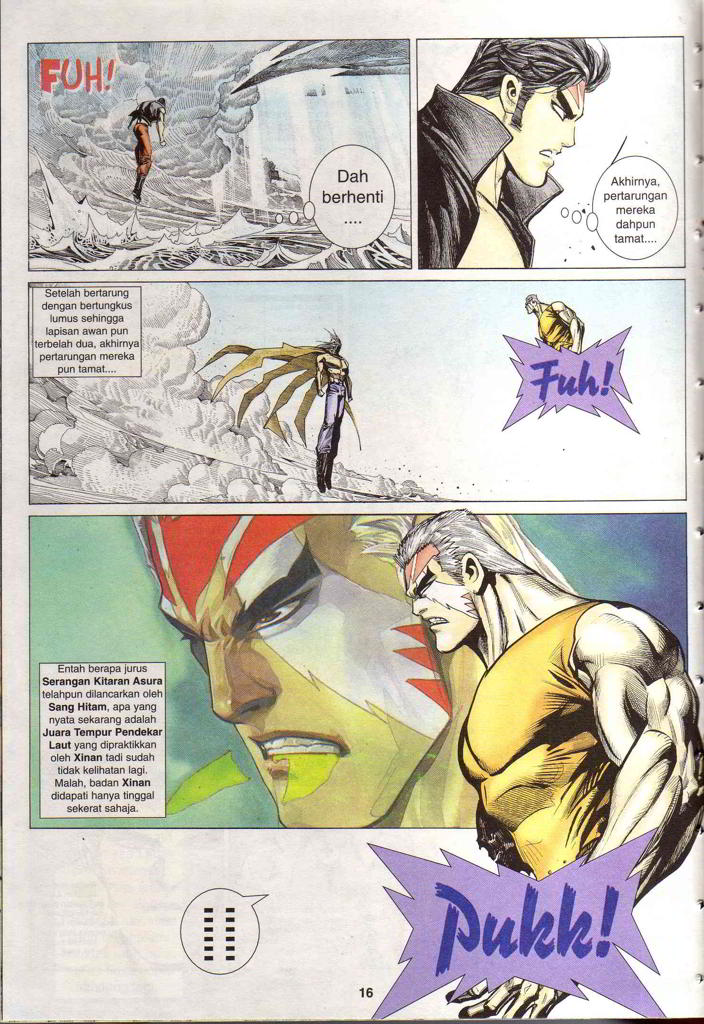 FUH!
Dah
berhenti
....
Akhirnya,
pertarungan
mereka
dahpun
tamat....
Setelah bertarung
dengan bertungkus
lumus sehingga
lapisan awan pun
terbelah dua, akhirnya
pertarungan mereka
pun tamat....
Fuh!
Entah berapa jurus
Serangan Kitaran Asura
telahpun dilancarkan oleh
Sang Hitam, apa yang
nyata sekarang adalah
Juara Tempur Pendekar
Laut yang dipraktikkan
oleh Xinan tadi sudah
tidak kelihatan lagi.
Malah, badan Xinan
didapati hanya tinggal
sekerat sahaja.
Pukk!
16